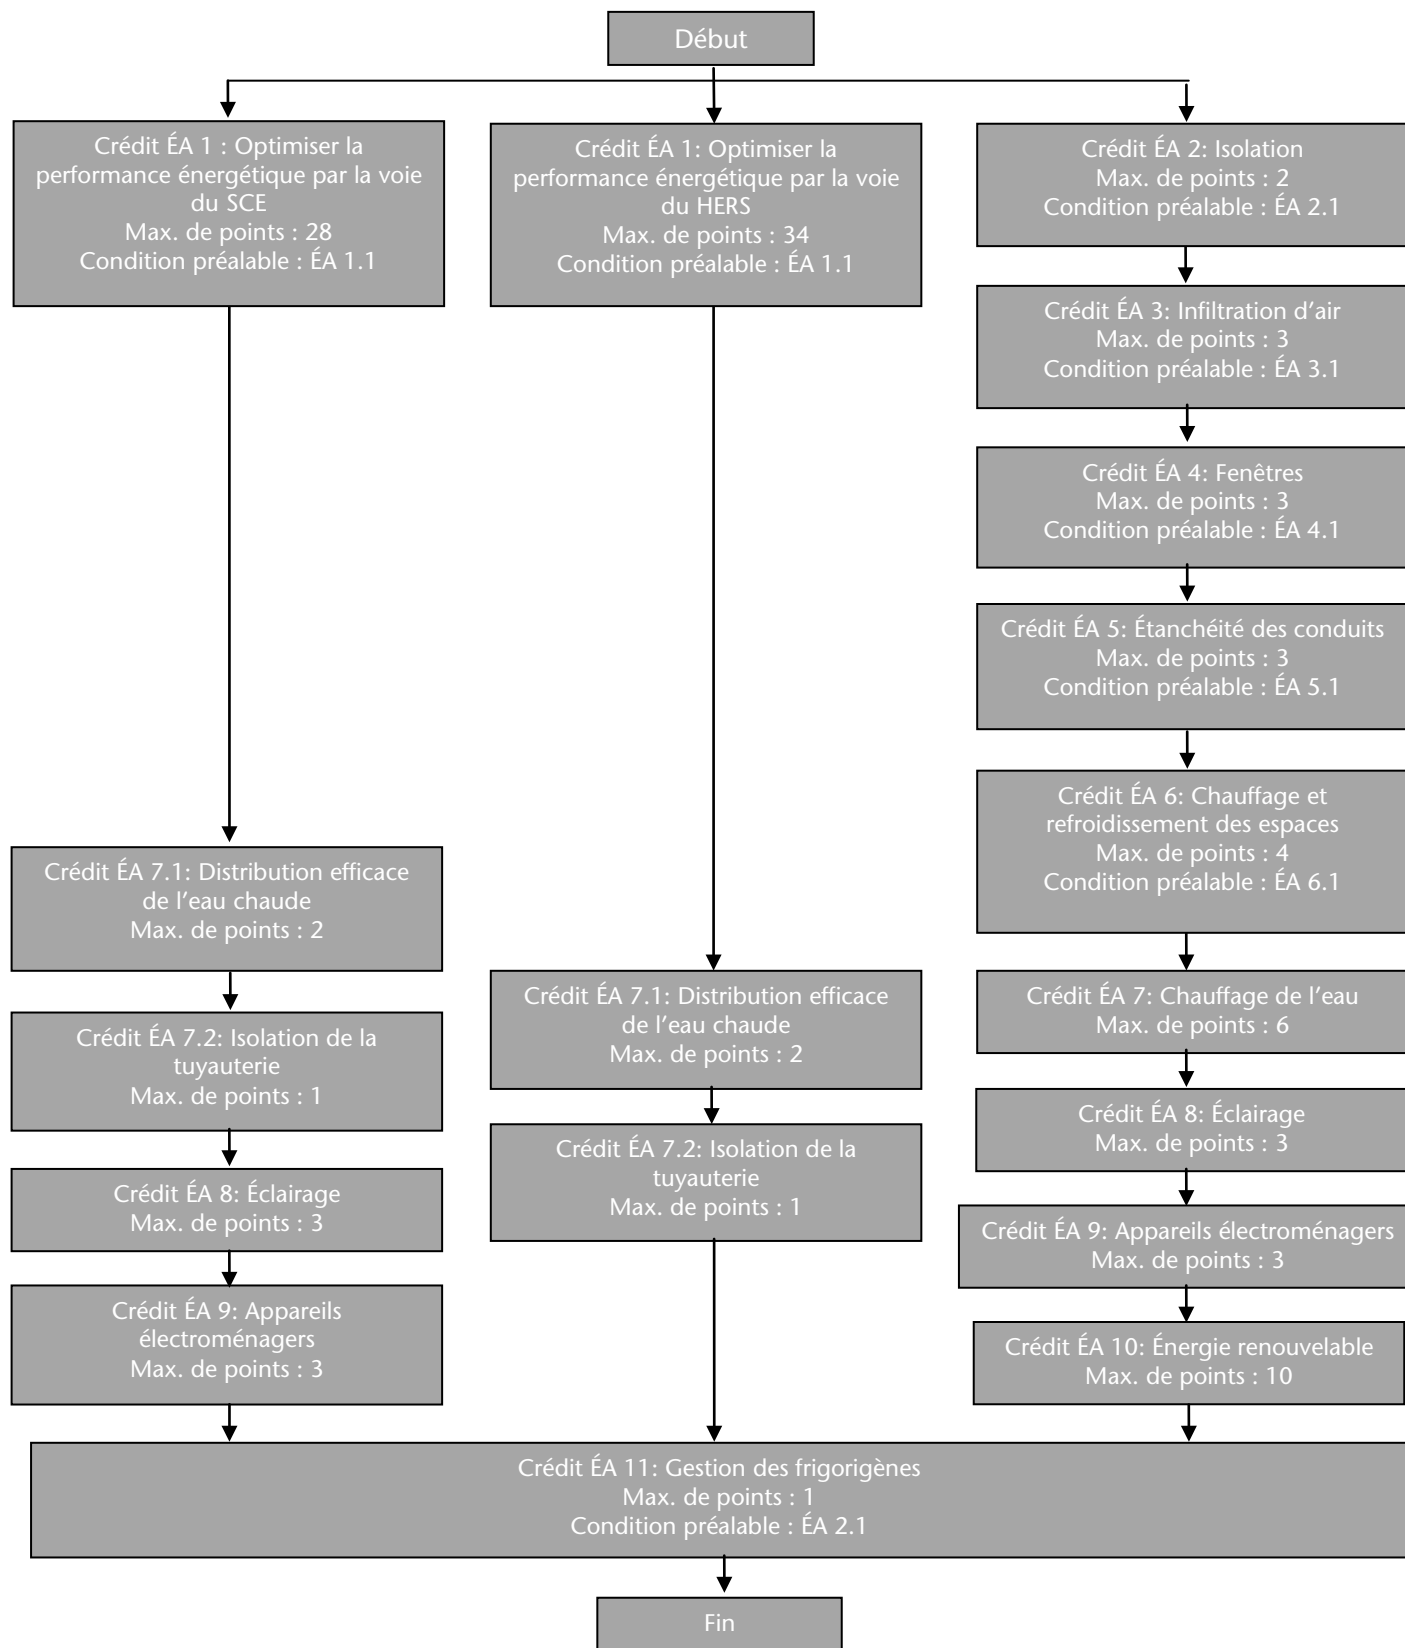 Début
Crédit ÉA 1 : Optimiser la
performance énergétique par la voie
du SCE
Max. de points : 28
Condition préalable : ÉA 1.1
Crédit ÉA 1: Optimiser la
performance énergétique par la voie
du HERS
Max. de points : 34
Condition préalable : ÉA 1.1
Crédit ÉA 2: Isolation
Max. de points : 2
Condition préalable : ÉA 2.1
Crédit ÉA 3: Infiltration d’air
Max. de points : 3
Condition préalable : ÉA 3.1
Crédit ÉA 4: Fenêtres
Max. de points : 3
Condition préalable : ÉA 4.1
Crédit ÉA 5: Étanchéité des conduits
Max. de points : 3
Condition préalable : ÉA 5.1
Crédit ÉA 6: Chauffage et
refroidissement des espaces
Max. de points : 4
Condition préalable : ÉA 6.1
Crédit ÉA 7.1: Distribution efficace
de l’eau chaude
Max. de points : 2
Crédit ÉA 7.2: Isolation de la
tuyauterie
Max. de points : 1
Crédit ÉA 8: Éclairage
Max. de points : 3
Crédit ÉA 9: Appareils
électroménagers
Max. de points : 3
Crédit ÉA 7.1: Distribution efficace
de l’eau chaude
Max. de points : 2
Crédit ÉA 7.2: Isolation de la
tuyauterie
Max. de points : 1
Crédit ÉA 7: Chauffage de l’eau
Max. de points : 6
Crédit ÉA 8: Éclairage
Max. de points : 3
Crédit ÉA 9: Appareils électroménagers
Max. de points : 3
Crédit ÉA 10: Énergie renouvelable
Max. de points : 10
Crédit ÉA 11: Gestion des frigorigènes
Max. de points : 1
Condition préalable : ÉA 2.1
Fin